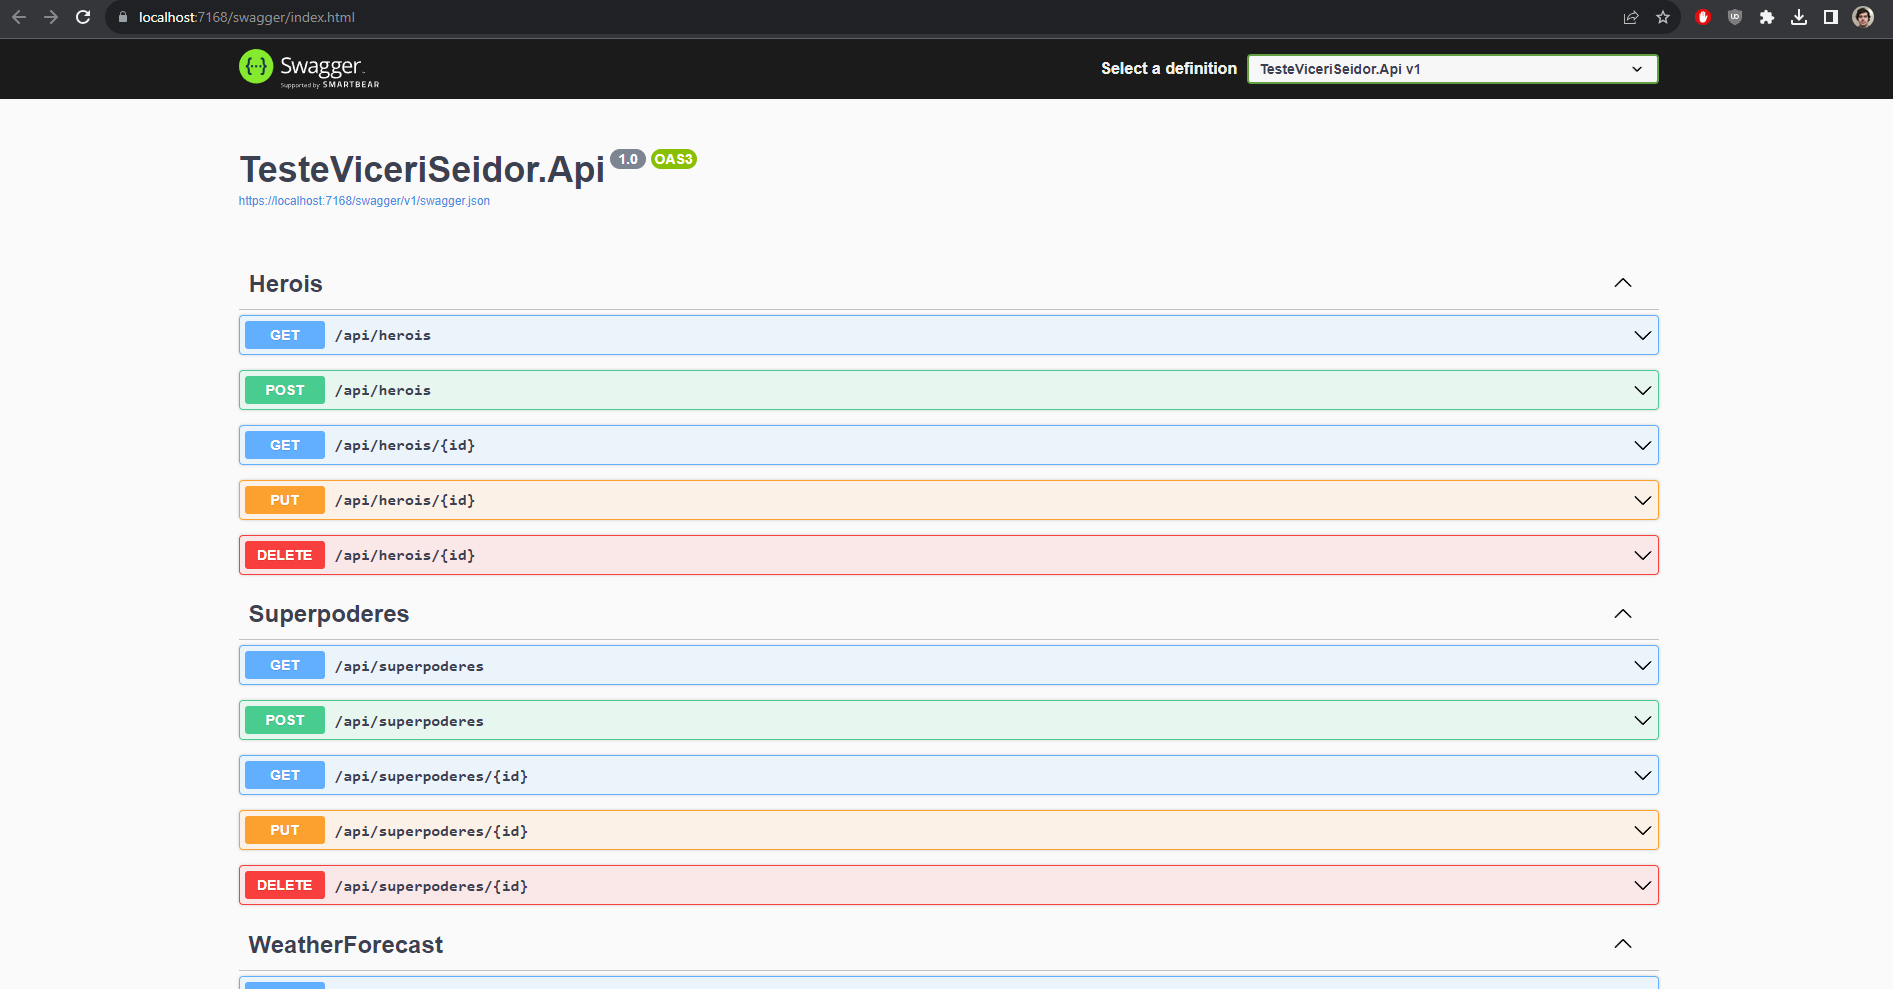 localhost:7168/swagger/index.html
Swagger
Supported by SMARTBEAR
Select a definition
TesteViceriSeidor.Api v1
TesteViceriSeidor.Api 1.0 OAS3
https://localhost:7168/swagger/v1/swagger.json
Herois
GET /api/herois
POST /api/herois
GET /api/herois/{id}
PUT /api/herois/{id}
DELETE /api/herois/{id}
Superpoderes
GET /api/superpoderes
POST /api/superpoderes
GET /api/superpoderes/{id}
PUT /api/superpoderes/{id}
DELETE /api/superpoderes/{id}
WeatherForecast